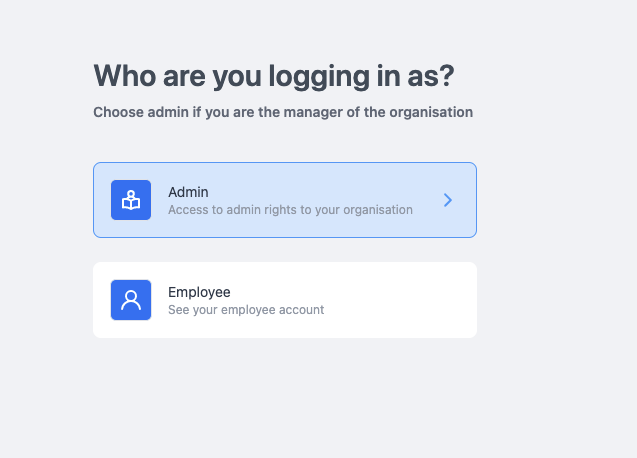 Who are you logging in as?
Choose admin if you are the manager of the organisation
Admin
Access to admin rights to your organisation
Employee
See your employee account